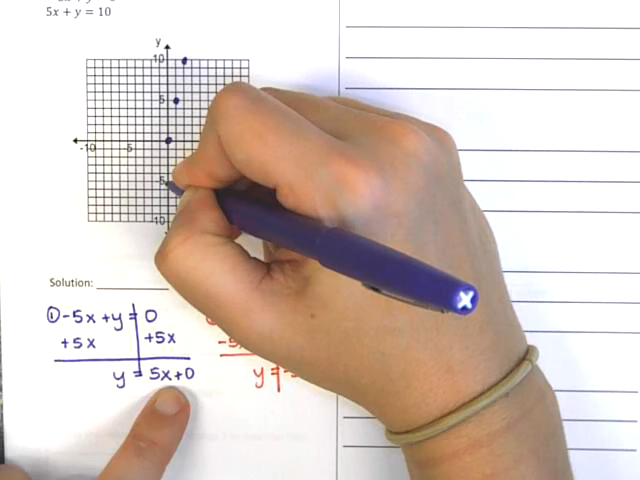 5x + y = 10
y
10
5
-10 -5
-5
-10
Solution:
① -5x + y = 0
+5x +5x
y = 5x+0
y =